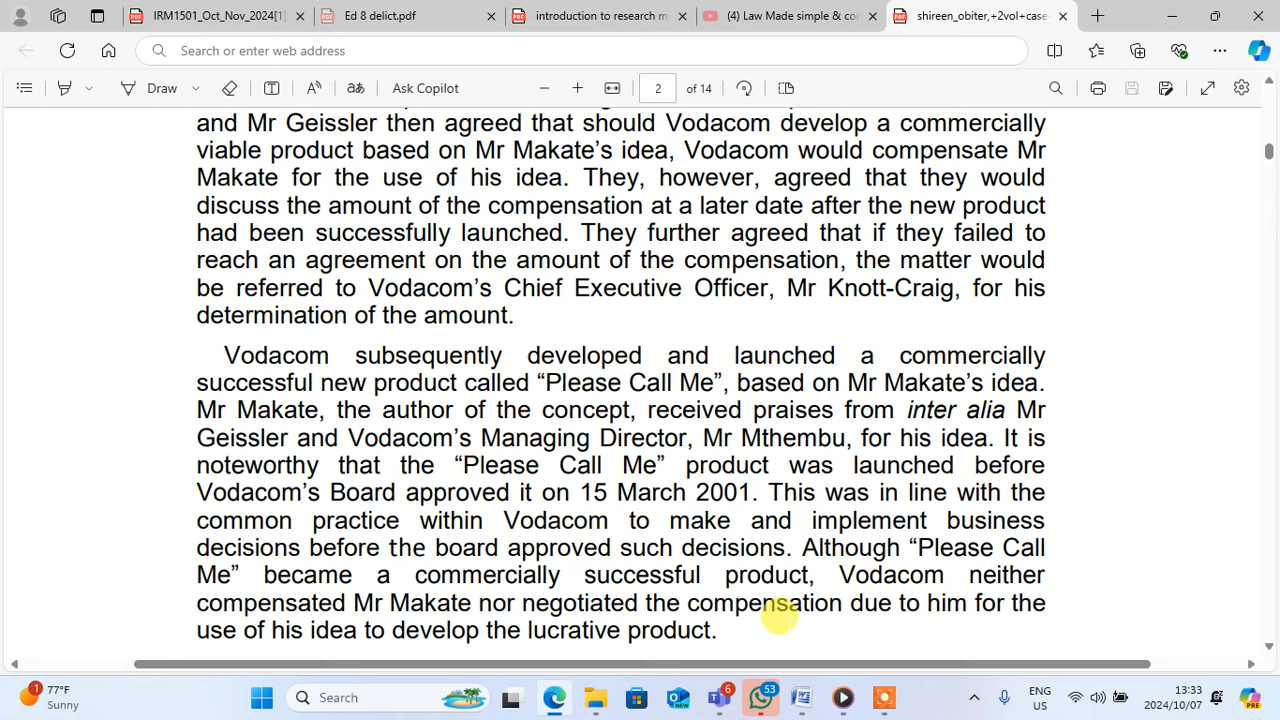 IRM1501_Oct_Nov_2024[1]
Ed 8 delict.pdf
introduction to research m
(4) Law Made simple & co
shireen_obiter,+2vol+case
Search or enter web address
Draw
Ask Copilot
2 of 14
and Mr Geissler then agreed that should Vodacom develop a commercially
viable product based on Mr Makate's idea, Vodacom would compensate Mr
Makate for the use of his idea. They, however, agreed that they would
discuss the amount of the compensation at a later date after the new product
had been successfully launched. They further agreed that if they failed to
reach an agreement on the amount of the compensation, the matter would
be referred to Vodacom's Chief Executive Officer, Mr Knott-Craig, for his
determination of the amount.
Vodacom subsequently developed and launched a commercially
successful new product called “Please Call Me”, based on Mr Makate's idea.
Mr Makate, the author of the concept, received praises from inter alia Mr
Geissler and Vodacom's Managing Director, Mr Mthembu, for his idea. It is
noteworthy that the “Please Call Me” product was launched before
Vodacom's Board approved it on 15 March 2001. This was in line with the
common practice within Vodacom to make and implement business
decisions before the board approved such decisions. Although “Please Call
Me” became a commercially successful product, Vodacom neither
compensated Mr Makate nor negotiated the compensation due to him for the
use of his idea to develop the lucrative product.
1
77°F
Sunny
Search
6
53
ENG
US
13:33
2024/10/07